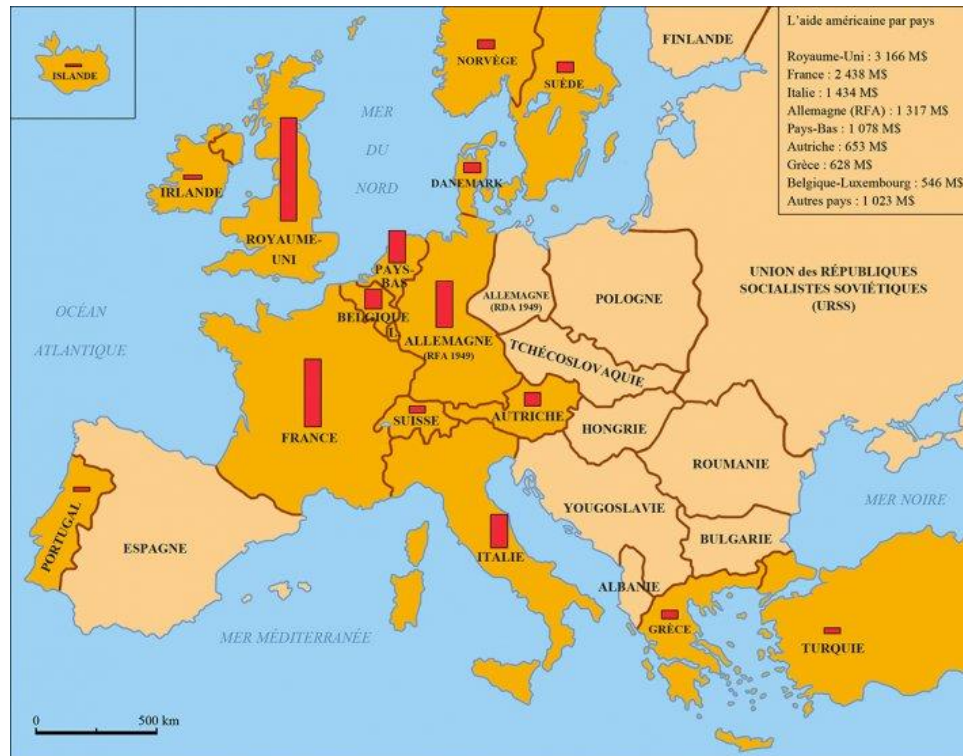 L'aide américaine par pays
Royaume-Uni : 3 166 M$
France : 2 438 M$
Italie : 1 434 M$
Allemagne (RFA) : 1 317 M$
Pays-Bas : 1 078 M$
Autriche : 653 M$
Grèce : 628 M$
Belgique-Luxembourg : 546 M$
Autres pays : 1 023 M$
ISLANDE
NORVÈGE
SUÈDE
FINLANDE
MER
DU
NORD
DANEMARK
IRLANDE
ROYAUME-
UNI
PAYS-
BAS
BELGIQUE
L
ALLEMAGNE
(RFA 1949)
ALLEMAGNE
(RDA 1949)
POLOGNE
UNION des RÉPUBLIQUES
SOCIALISTES SOVIÉTIQUES
(URSS)
OCÉAN
ATLANTIQUE
TCHÉCOSLOVAQUIE
FRANCE
SUISSE
AUTRICHE
HONGRIE
ROUMANIE
MER NOIRE
PORTUGAL
ESPAGNE
ITALIE
YOUGOSLAVIE
BULGARIE
ALBANIE
GRÈCE
TURQUIE
MER MÉDITERRANÉE
0
500 km